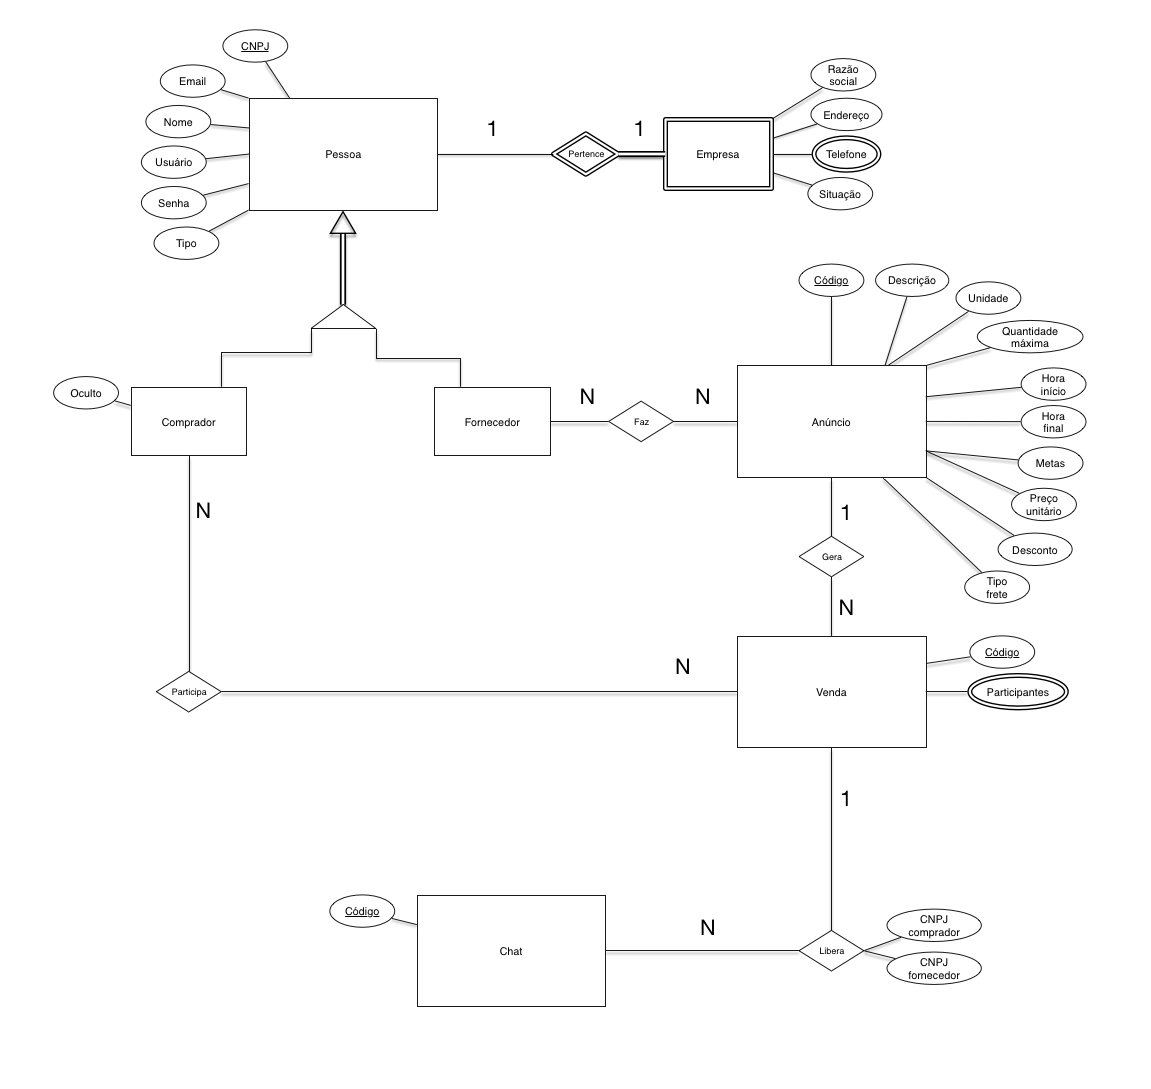 CNPJ
Email
Nome
Usuário
Senha
Tipo
Pessoa
1
Pertence
1
Empresa
Razão
social
Endereço
Telefone
Situação
Código
Descrição
Unidade
Quantidade
máxima
Hora
início
Hora
final
Metas
Preço
unitário
Desconto
Tipo
frete
Oculto
Comprador
Fornecedor
N
Faz
N
Anúncio
N
1
Gera
N
Participa
N
Venda
Código
Participantes
1
Código
Chat
N
Libera
CNPJ
comprador
CNPJ
fornecedor